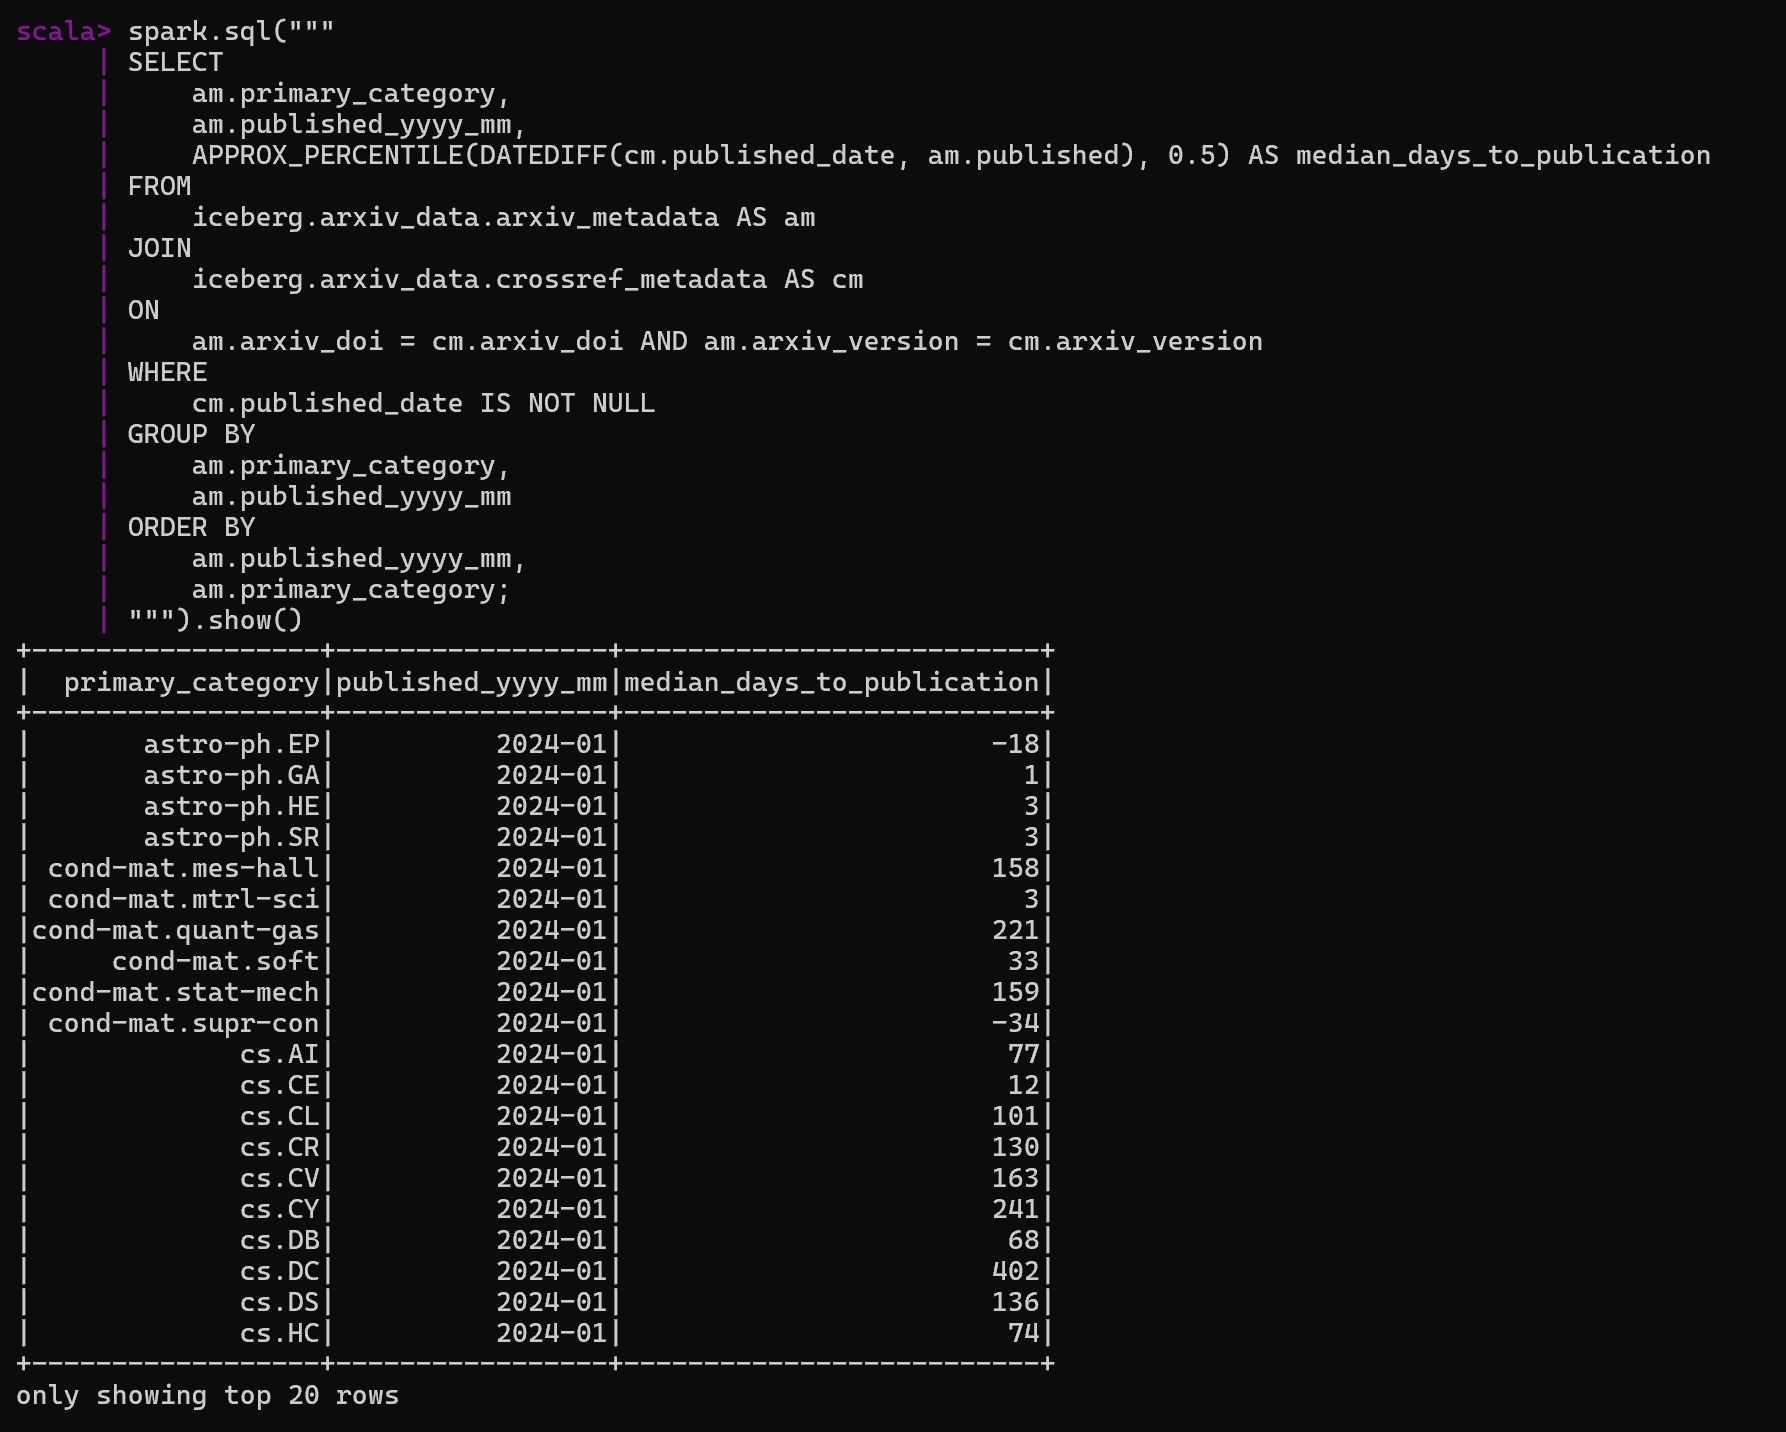 scala> spark.sql("""
     | SELECT
     |     am.primary_category,
     |     am.published_yyyy_mm,
     |     APPROX_PERCENTILE(DATEDIFF(cm.published_date, am.published), 0.5) AS median_days_to_publication
     | FROM
     |     iceberg.arxiv_data.arxiv_metadata AS am
     | JOIN
     |     iceberg.arxiv_data.crossref_metadata AS cm
     | ON
     |     am.arxiv_doi = cm.arxiv_doi AND am.arxiv_version = cm.arxiv_version
     | WHERE
     |     cm.published_date IS NOT NULL
     | GROUP BY
     |     am.primary_category,
     |     am.published_yyyy_mm
     | ORDER BY
     |     am.published_yyyy_mm,
     |     am.primary_category;
     | """).show()
+------------------+-----------------+--------------------------+
|  primary_category|published_yyyy_mm|median_days_to_publication|
+------------------+-----------------+--------------------------+
|       astro-ph.EP|          2024-01|                       -18|
|       astro-ph.GA|          2024-01|                         1|
|       astro-ph.HE|          2024-01|                         3|
|       astro-ph.SR|          2024-01|                         3|
| cond-mat.mes-hall|          2024-01|                       158|
| cond-mat.mtrl-sci|          2024-01|                         3|
|cond-mat.quant-gas|          2024-01|                       221|
|     cond-mat.soft|          2024-01|                        33|
|cond-mat.stat-mech|          2024-01|                       159|
| cond-mat.supr-con|          2024-01|                       -34|
|             cs.AI|          2024-01|                        77|
|             cs.CE|          2024-01|                        12|
|             cs.CL|          2024-01|                       101|
|             cs.CR|          2024-01|                       130|
|             cs.CV|          2024-01|                       163|
|             cs.CY|          2024-01|                       241|
|             cs.DB|          2024-01|                        68|
|             cs.DC|          2024-01|                       402|
|             cs.DS|          2024-01|                       136|
|             cs.HC|          2024-01|                        74|
+------------------+-----------------+--------------------------+
only showing top 20 rows